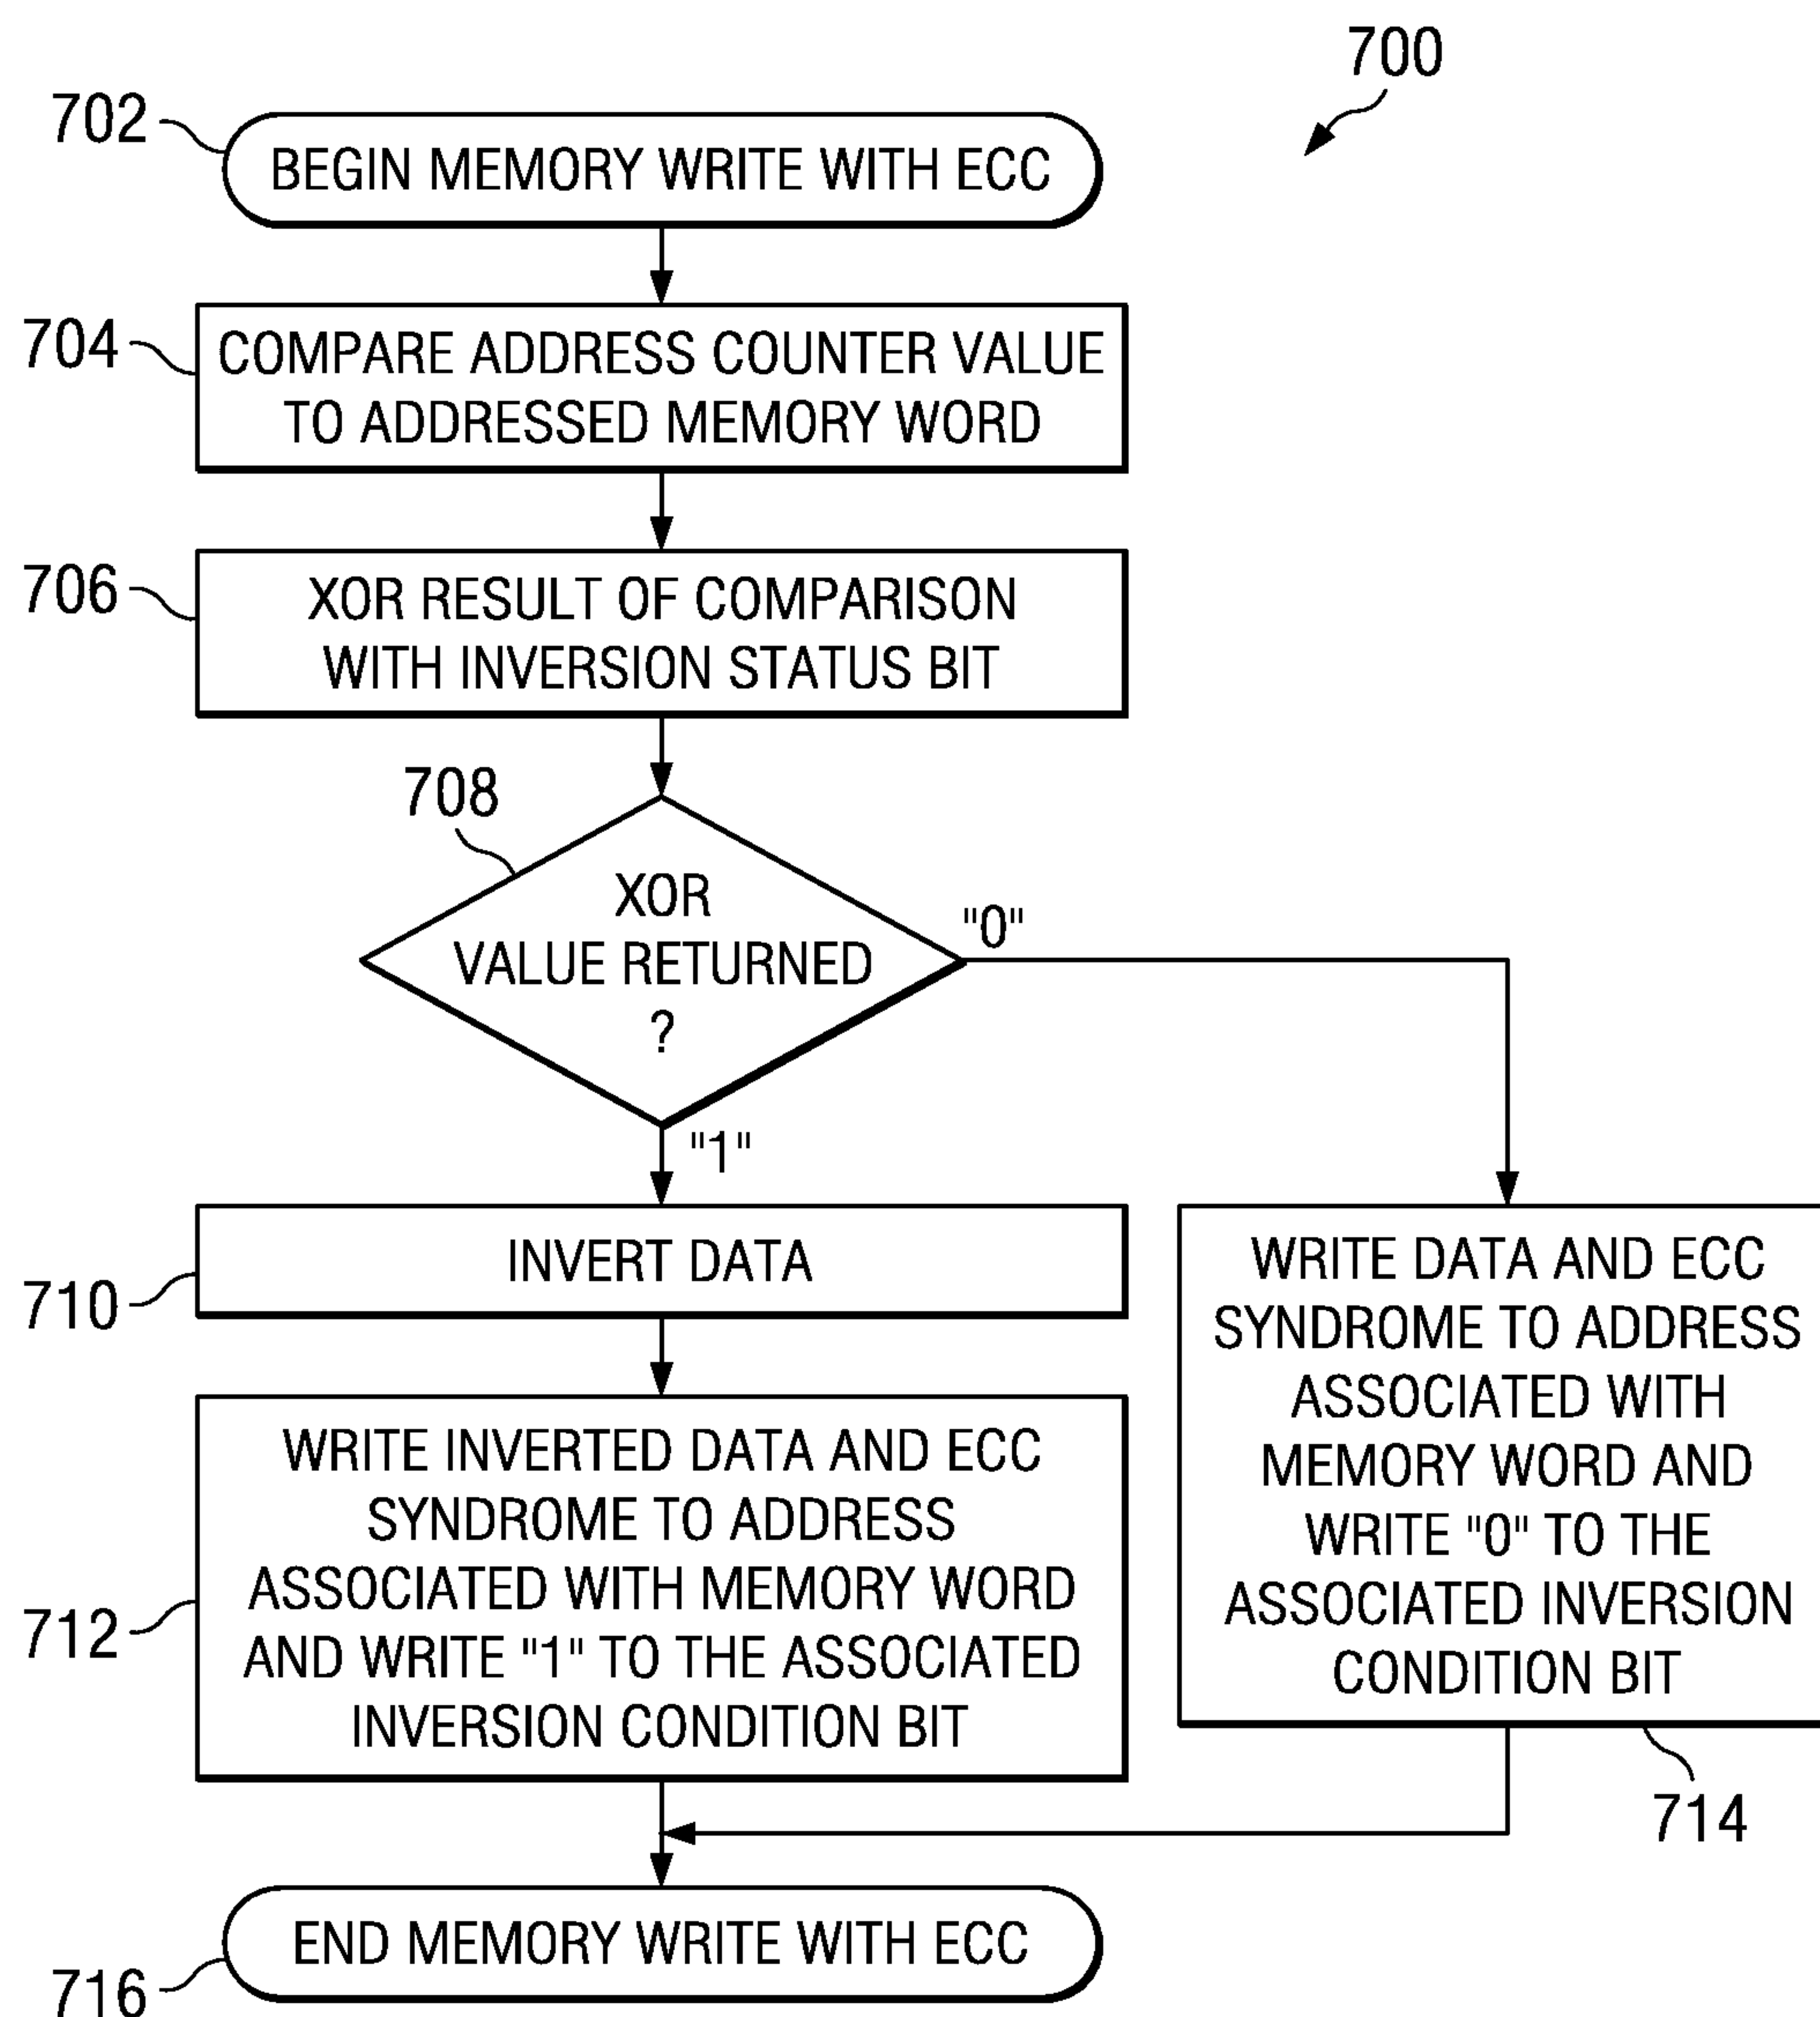 700
702
BEGIN MEMORY WRITE WITH ECC
704
COMPARE ADDRESS COUNTER VALUE
TO ADDRESSED MEMORY WORD
706
XOR RESULT OF COMPARISON
WITH INVERSION STATUS BIT
708
XOR
VALUE RETURNED
?
"0"
"1"
710
INVERT DATA
712
WRITE INVERTED DATA AND ECC
SYNDROME TO ADDRESS
ASSOCIATED WITH MEMORY WORD
AND WRITE "1" TO THE ASSOCIATED
INVERSION CONDITION BIT
WRITE DATA AND ECC
SYNDROME TO ADDRESS
ASSOCIATED WITH
MEMORY WORD AND
WRITE "0" TO THE
ASSOCIATED INVERSION
CONDITION BIT
714
END MEMORY WRITE WITH ECC
716